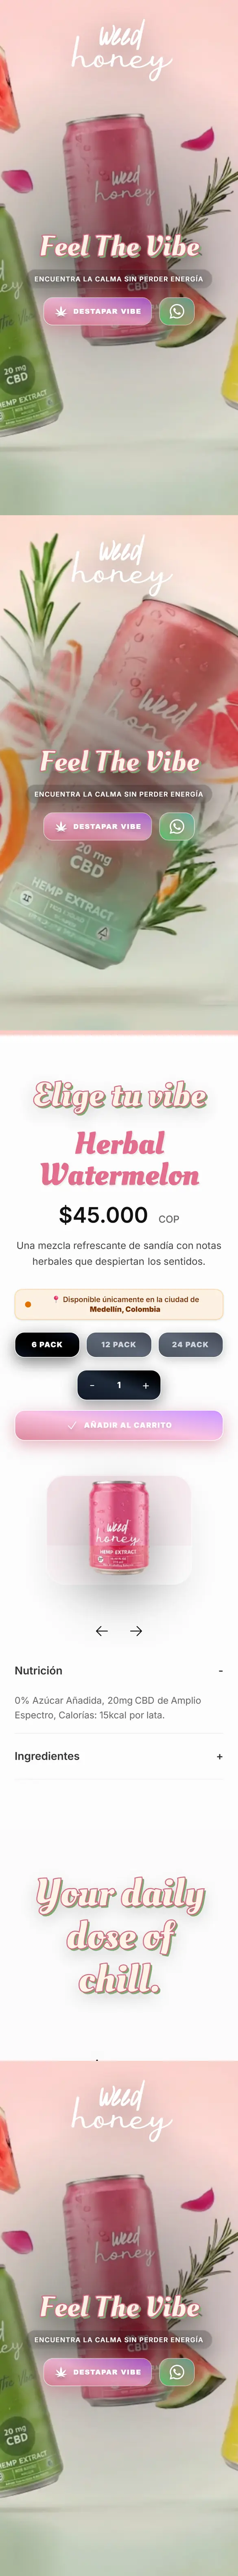 weed
honey
weed
honey
Feel The Vibe
ENCUENTRA LA CALMA SIN PERDER ENERGÍA
DESTAPAR VIBE
CBD
20 mg
CBD
HEMP EXTRACT
weed
honey
weed
Feel The Vibe
ENCUENTRA LA CALMA SIN PERDER ENERGÍA
DESTAPAR VIBE
20 mg
CBD
HEMP EXTRACT
Elige tu vibe
Herbal
Watermelon
$45.000 COP
Una mezcla refrescante de sandía con notas
herbales que despiertan los sentidos.
Disponible únicamente en la ciudad de
Medellín, Colombia
6 PACK
12 PACK
24 PACK
- 1 +
AÑADIR AL CARRITO
weed
honey
HEMP EXTRACT
Nutrición -
0% Azúcar Añadida, 20mg CBD de Amplio
Espectro, Calorías: 15kcal por lata.
Ingredientes +
Your daily
dose of
chill.
weed
honey
weed
honey
Feel The Vibe
ENCUENTRA LA CALMA SIN PERDER ENERGÍA
DESTAPAR VIBE
CBD
20 mg
CBD
HEMP EXTRACT